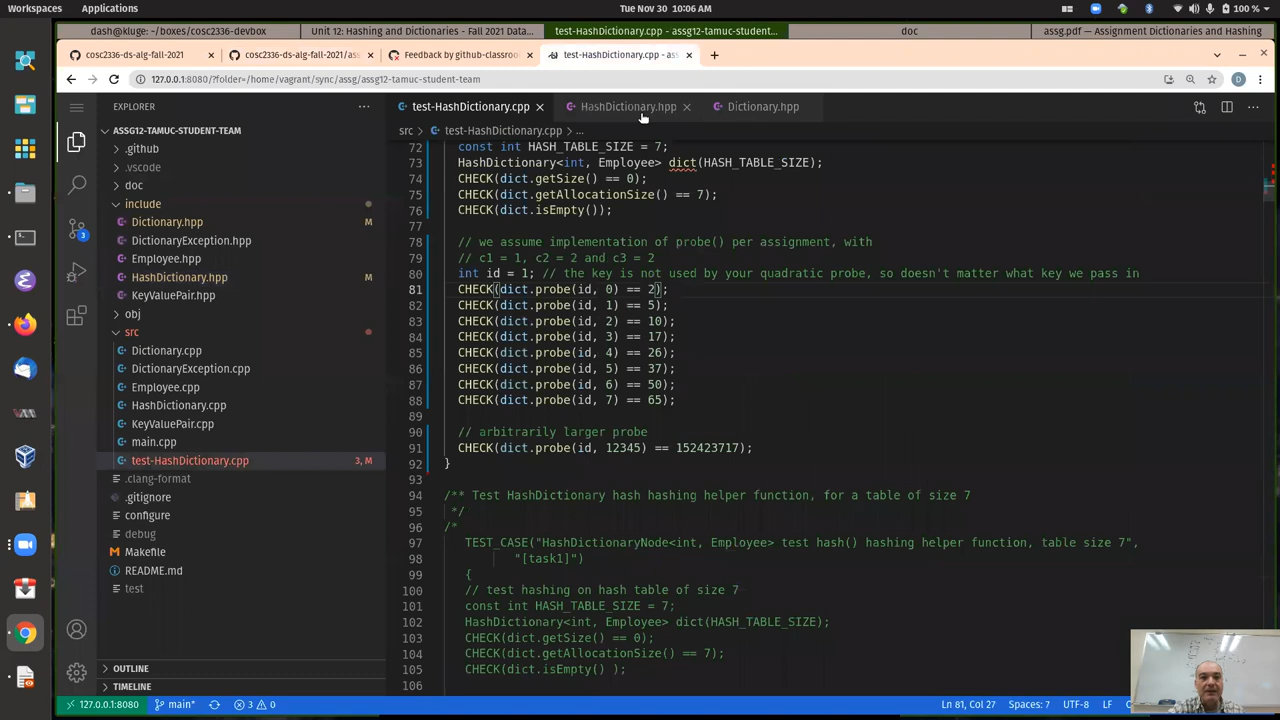 Workspaces Applications Tue Nov 30 10:06 AM 100 %
dash@kluge: ~/boxes/cosc2336-devbox Unit 12: Hashing and Dictionaries - Fall 2021 Data... test-HashDictionary.cpp - assg12-tamuc-student... doc assg.pdf — Assignment Dictionaries and Hashing
cosc2336-ds-alg-fall-2021 cosc2336-ds-alg-fall-2021/ass Feedback by github-classroo test-HashDictionary.cpp - ass
127.0.0.1:8080/?folder=/home/vagrant/sync/assg/assg12-tamuc-student-team D
EXPLORER ... test-HashDictionary.cpp HashDictionary.hpp Dictionary.hpp
ASSG12-TAMUC-STUDENT-TEAM src > test-HashDictionary.cpp > ...
.github
.vscode
doc
include
Dictionary.hpp M
DictionaryException.hpp
Employee.hpp
HashDictionary.hpp M
KeyValuePair.hpp
obj
src
Dictionary.cpp
DictionaryException.cpp
Employee.cpp
HashDictionary.cpp
KeyValuePair.cpp
main.cpp
test-HashDictionary.cpp 3, M
.clang-format
.gitignore
configure
debug
Makefile
README.md
test
OUTLINE
TIMELINE
3
72 const int HASH_TABLE_SIZE = 7;
73 HashDictionary<int, Employee> dict(HASH_TABLE_SIZE);
74 CHECK(dict.getSize() == 0);
75 CHECK(dict.getAllocationSize() == 7);
76 CHECK(dict.isEmpty());
77
78 // we assume implementation of probe() per assignment, with
79 // c1 = 1, c2 = 2 and c3 = 2
80 int id = 1; // the key is not used by your quadratic probe, so doesn't matter what key we pass in
81 CHECK(dict.probe(id, 0) == 2);
82 CHECK(dict.probe(id, 1) == 5);
83 CHECK(dict.probe(id, 2) == 10);
84 CHECK(dict.probe(id, 3) == 17);
85 CHECK(dict.probe(id, 4) == 26);
86 CHECK(dict.probe(id, 5) == 37);
87 CHECK(dict.probe(id, 6) == 50);
88 CHECK(dict.probe(id, 7) == 65);
89
90 // arbitrarily larger probe
91 CHECK(dict.probe(id, 12345) == 152423717);
92 }
93
94 /** Test HashDictionary hash hashing helper function, for a table of size 7
95 */
96 /*
97 TEST_CASE("HashDictionaryNode<int, Employee> test hash() hashing helper function, table size 7",
98 "[task1]")
99 {
100 // test hashing on hash table of size 7
101 const int HASH_TABLE_SIZE = 7;
102 HashDictionary<int, Employee> dict(HASH_TABLE_SIZE);
103 CHECK(dict.getSize() == 0);
104 CHECK(dict.getAllocationSize() == 7);
105 CHECK(dict.isEmpty() );
106
127.0.0.1:8080 main* 3 0 Ln 81, Col 27 Spaces: 7 UTF-8 LF